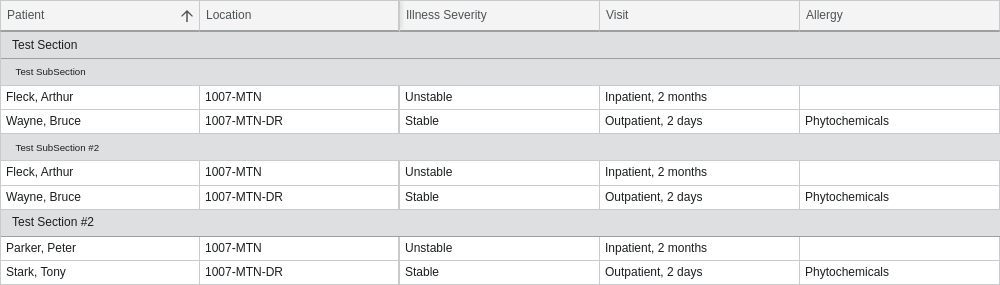 Patient Location Illness Severity Visit Allergy
Test Section
Test SubSection
Fleck, Arthur 1007-MTN Unstable Inpatient, 2 months
Wayne, Bruce 1007-MTN-DR Stable Outpatient, 2 days Phytochemicals
Test SubSection #2
Fleck, Arthur 1007-MTN Unstable Inpatient, 2 months
Wayne, Bruce 1007-MTN-DR Stable Outpatient, 2 days Phytochemicals
Test Section #2
Parker, Peter 1007-MTN Unstable Inpatient, 2 months
Stark, Tony 1007-MTN-DR Stable Outpatient, 2 days Phytochemicals